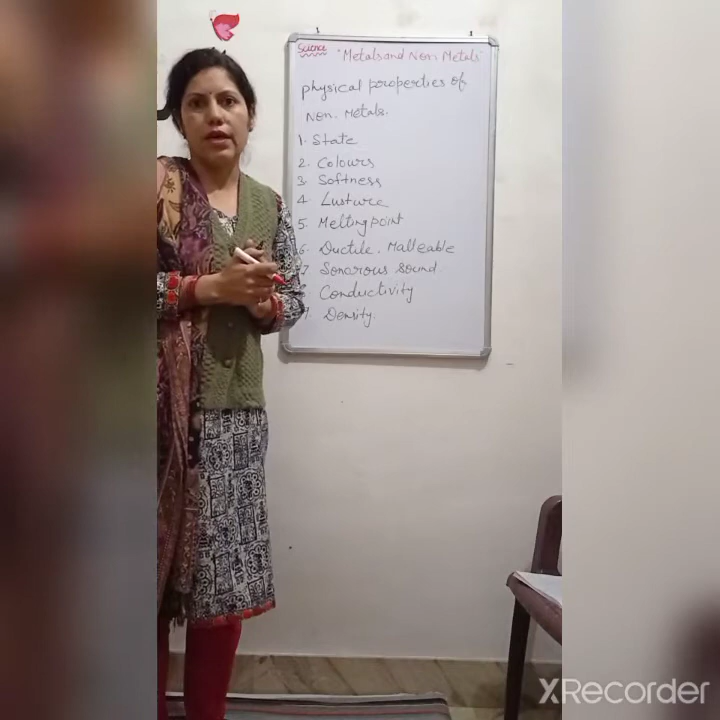 Science "Metals and Non. Metals"
physical properties of
Non. Metals.
1. State
2. Colours
3. Softness
4. Lusture
5. Melting point
6. Ductile. Malleable
7 Sonorous sound.
Conductivity
9. Density.
XRecorder